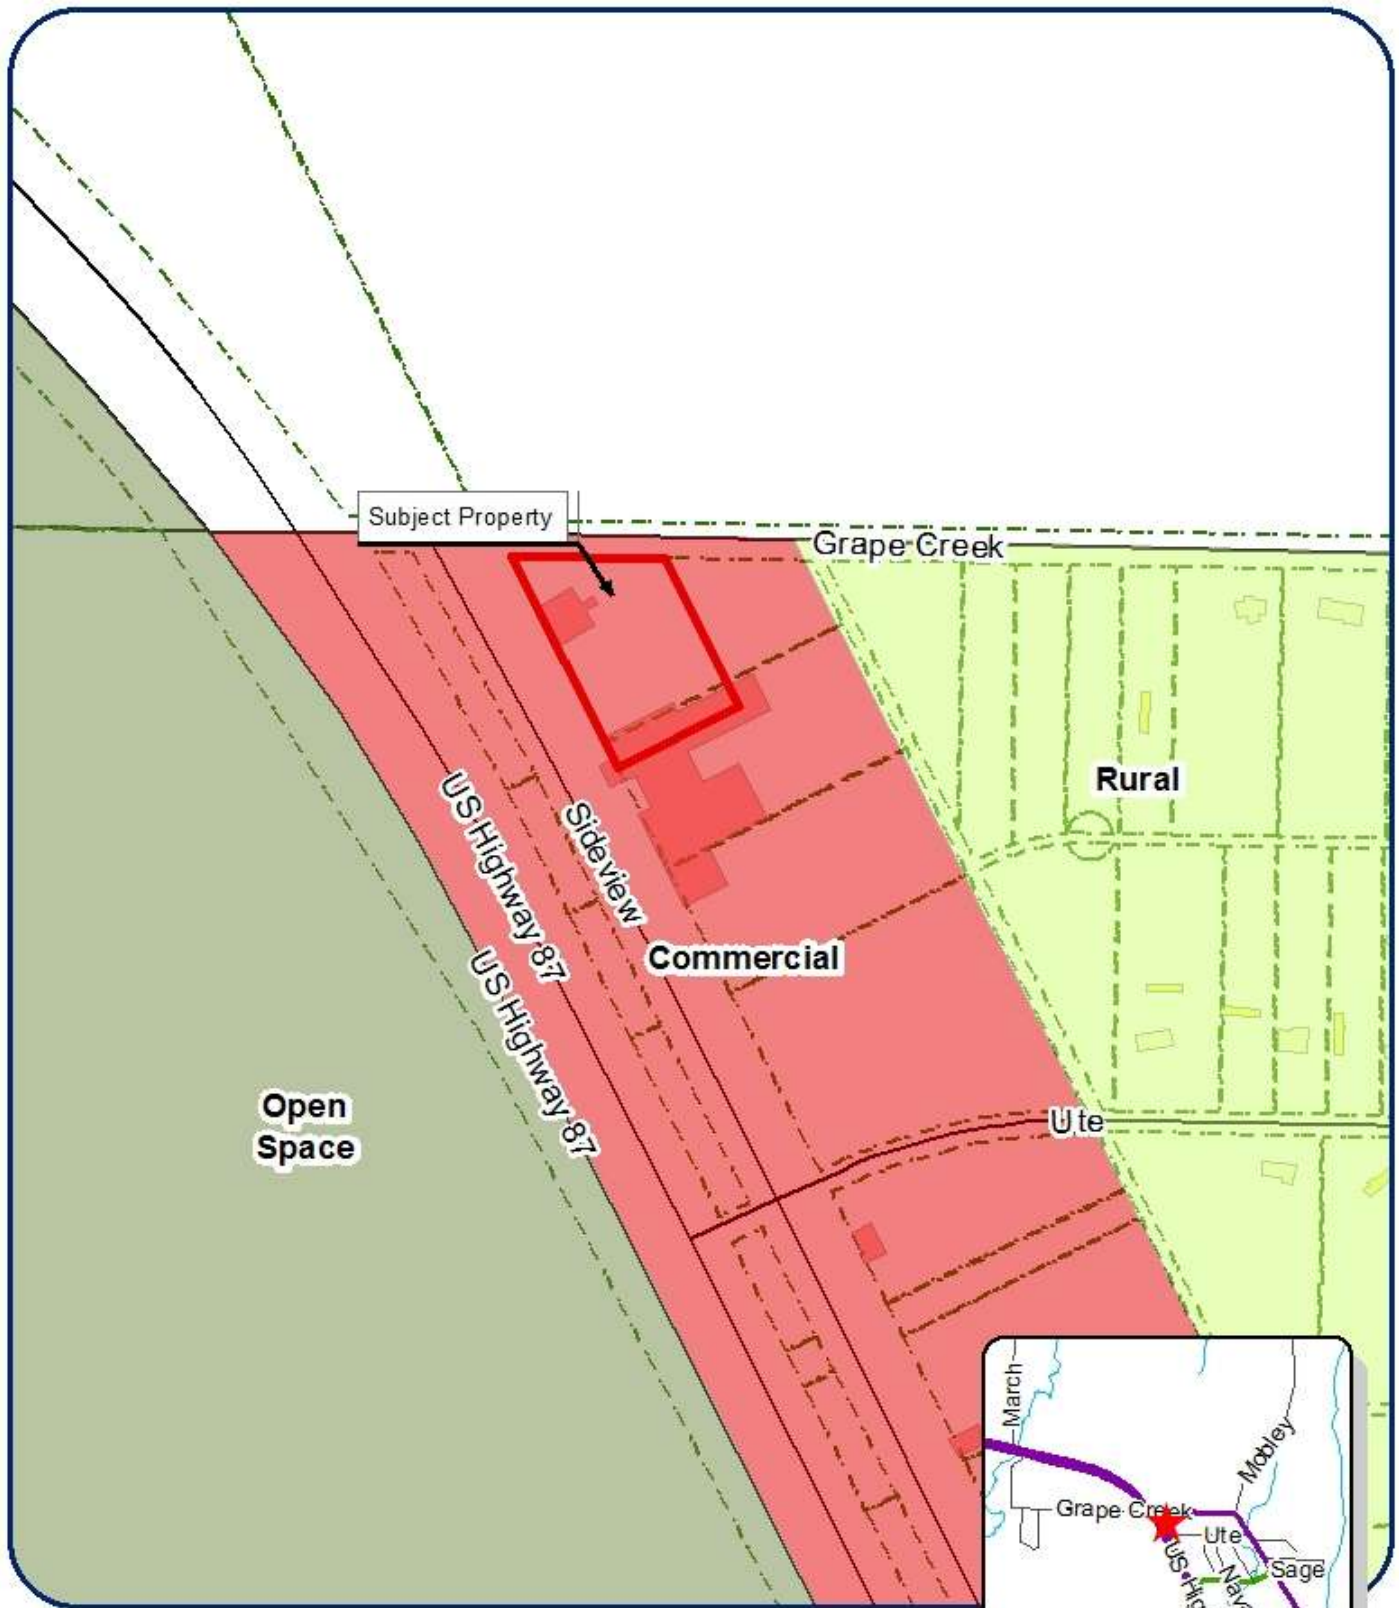 Subject Property
Grape Creek
Rural
US Highway 87
Sideview
Commercial
US Highway 87
Open
Space
Ute
March
Mobley
Grape Creek
Ute
Sage